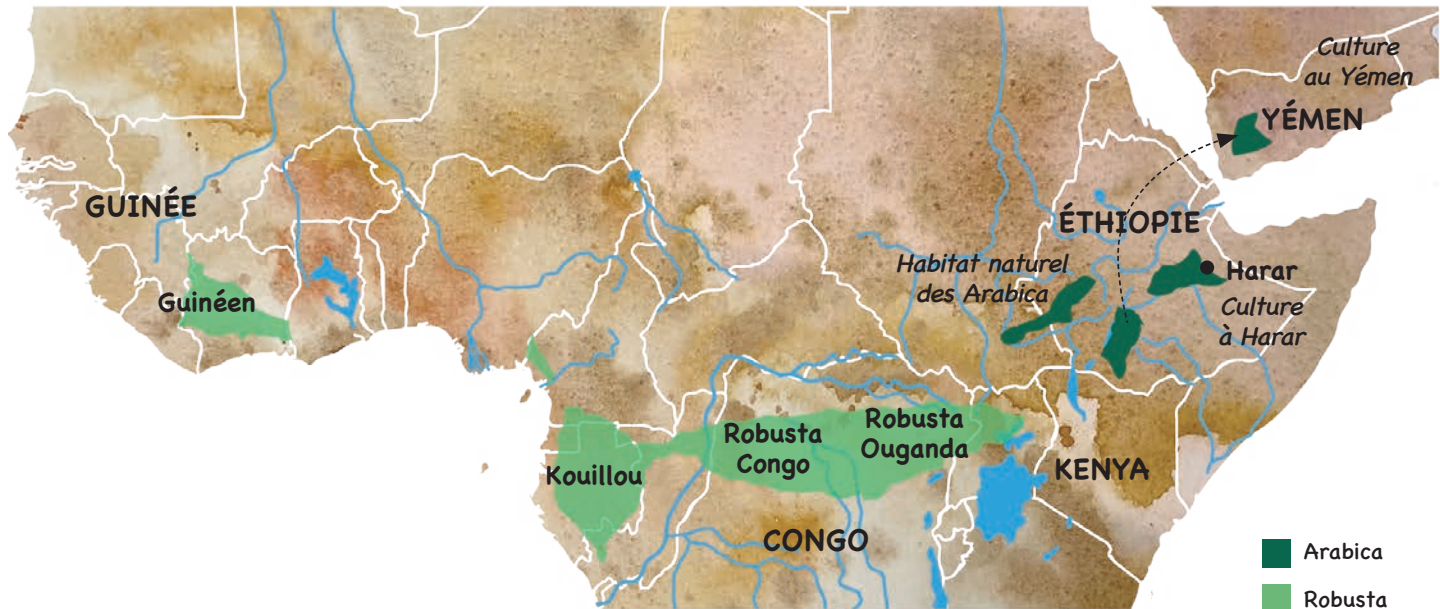 Culture
au Yémen
YÉMEN
GUINÉE
ÉTHIOPIE
Habitat naturel
des Arabica
Harar
Culture
à Harar
Guinéen
Robusta
Congo
Robusta
Ouganda
Kouillou
KENYA
CONGO
Arabica
Robusta